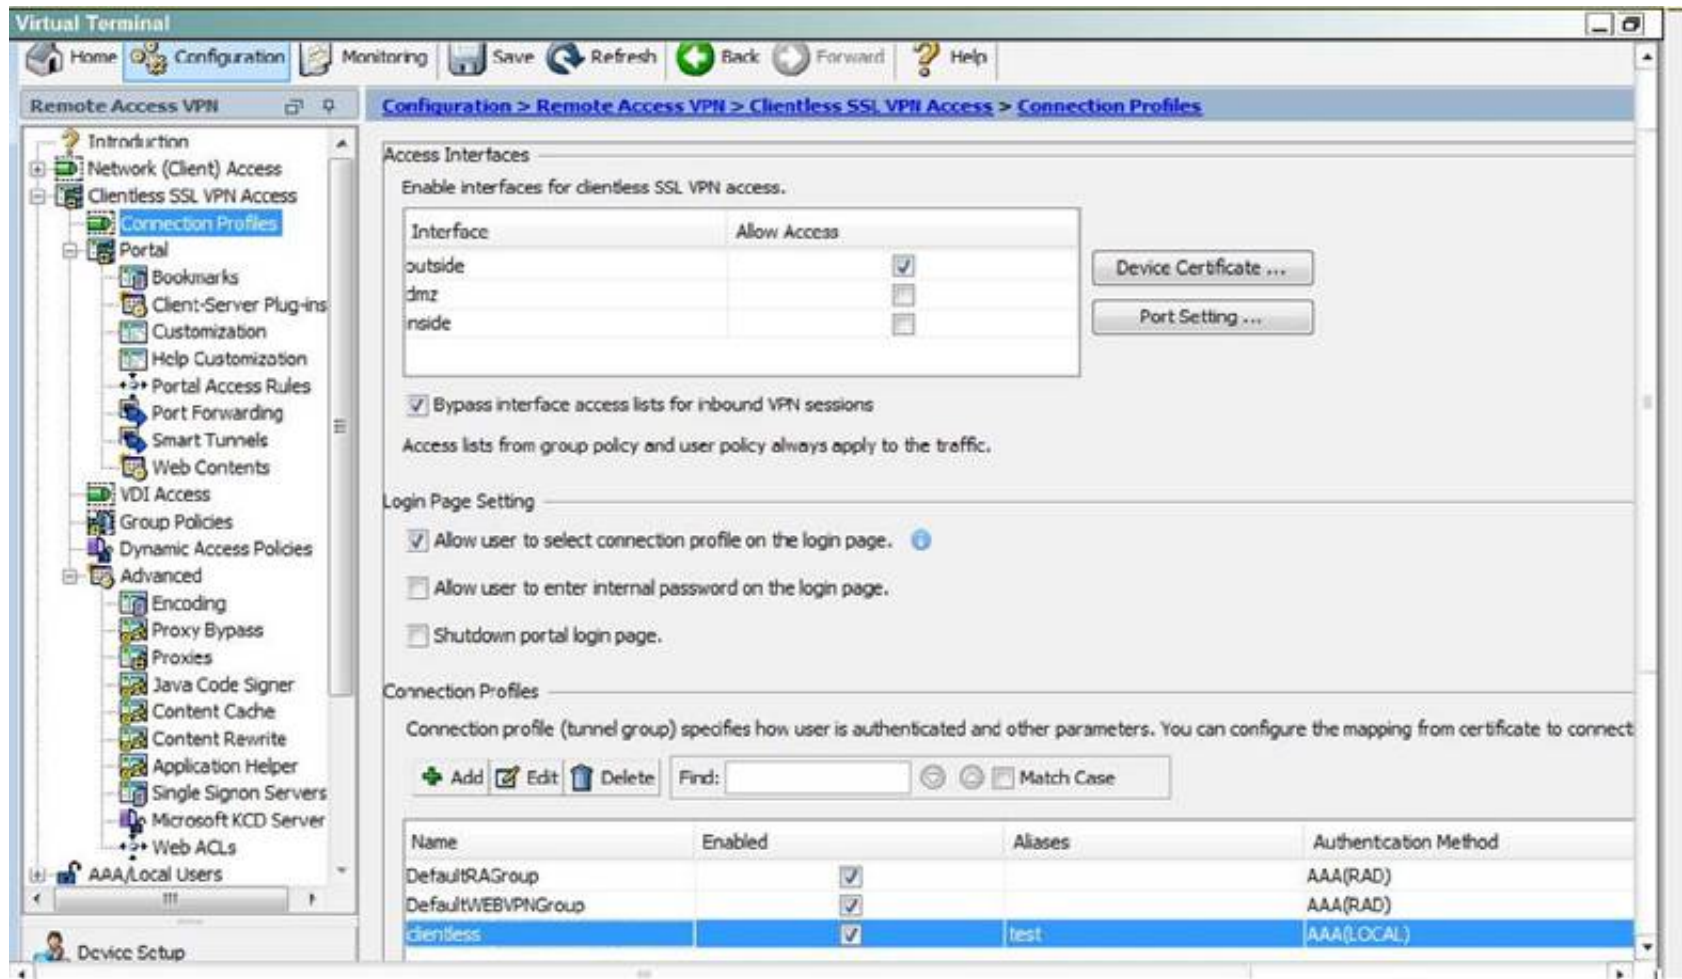 Virtual Terminal
Home Configuration Monitoring Save Refresh Back Forward Help
Remote Access VPN
Introduction
Network (Client) Access
Clientless SSL VPN Access
Connection Profiles
Portal
Bookmarks
Client-Server Plug-ins
Customization
Help Customization
Portal Access Rules
Port Forwarding
Smart Tunnels
Web Contents
VDI Access
Group Policies
Dynamic Access Policies
Advanced
Encoding
Proxy Bypass
Proxies
Java Code Signer
Content Cache
Content Rewrite
Application Helper
Single Signon Servers
Microsoft KCD Server
Web ACLs
AAA/Local Users
Device Setup
Configuration > Remote Access VPN > Clientless SSL VPN Access > Connection Profiles
Access Interfaces
Enable interfaces for clientless SSL VPN access.
Interface Allow Access
outside
dmz
inside
Device Certificate ...
Port Setting ...
Bypass interface access lists for inbound VPN sessions
Access lists from group policy and user policy always apply to the traffic.
Login Page Setting
Allow user to select connection profile on the login page.
Allow user to enter internal password on the login page.
Shutdown portal login page.
Connection Profiles
Connection profile (tunnel group) specifies how user is authenticated and other parameters. You can configure the mapping from certificate to connect
Add Edit Delete Find: Match Case
Name Enabled Aliases Authentication Method
DefaultRAGroup AAA(RAD)
DefaultWEBVPNGroup AAA(RAD)
clientless test AAA(LOCAL)